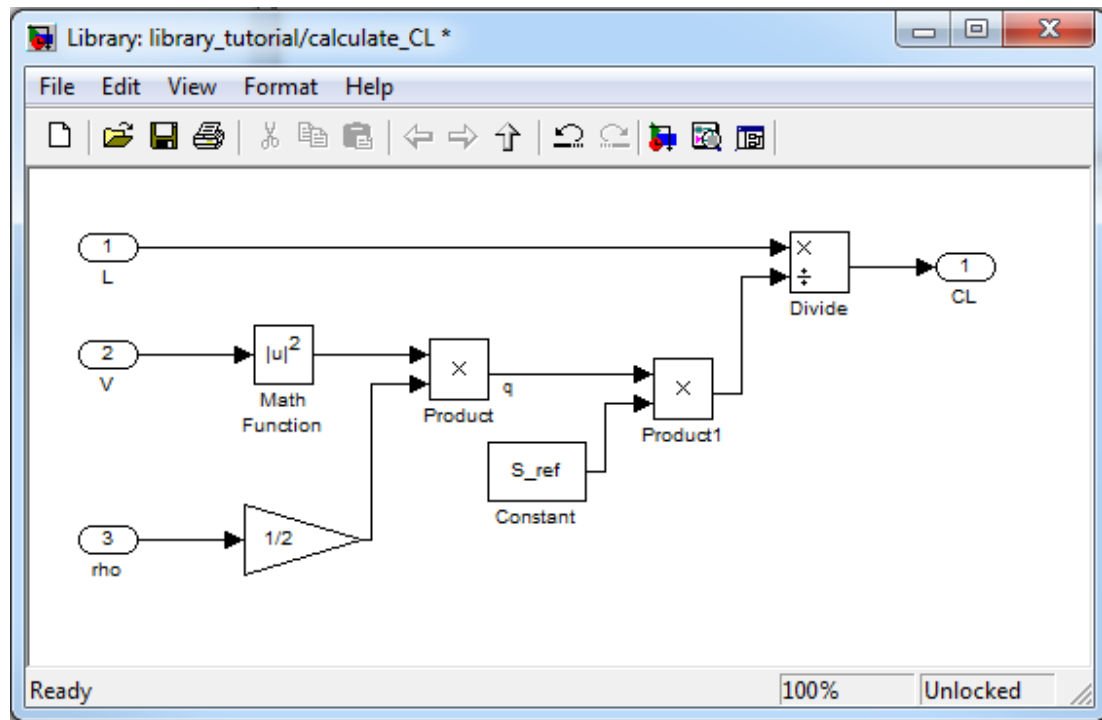 Library: library_tutorial/calculate_CL *
File Edit View Format Help
1
L
×
÷
Divide
1
CL
2
V
|u|²
Math
Function
×
Product
q
×
Product1
S_ref
Constant
3
rho
1/2
Ready 100% Unlocked